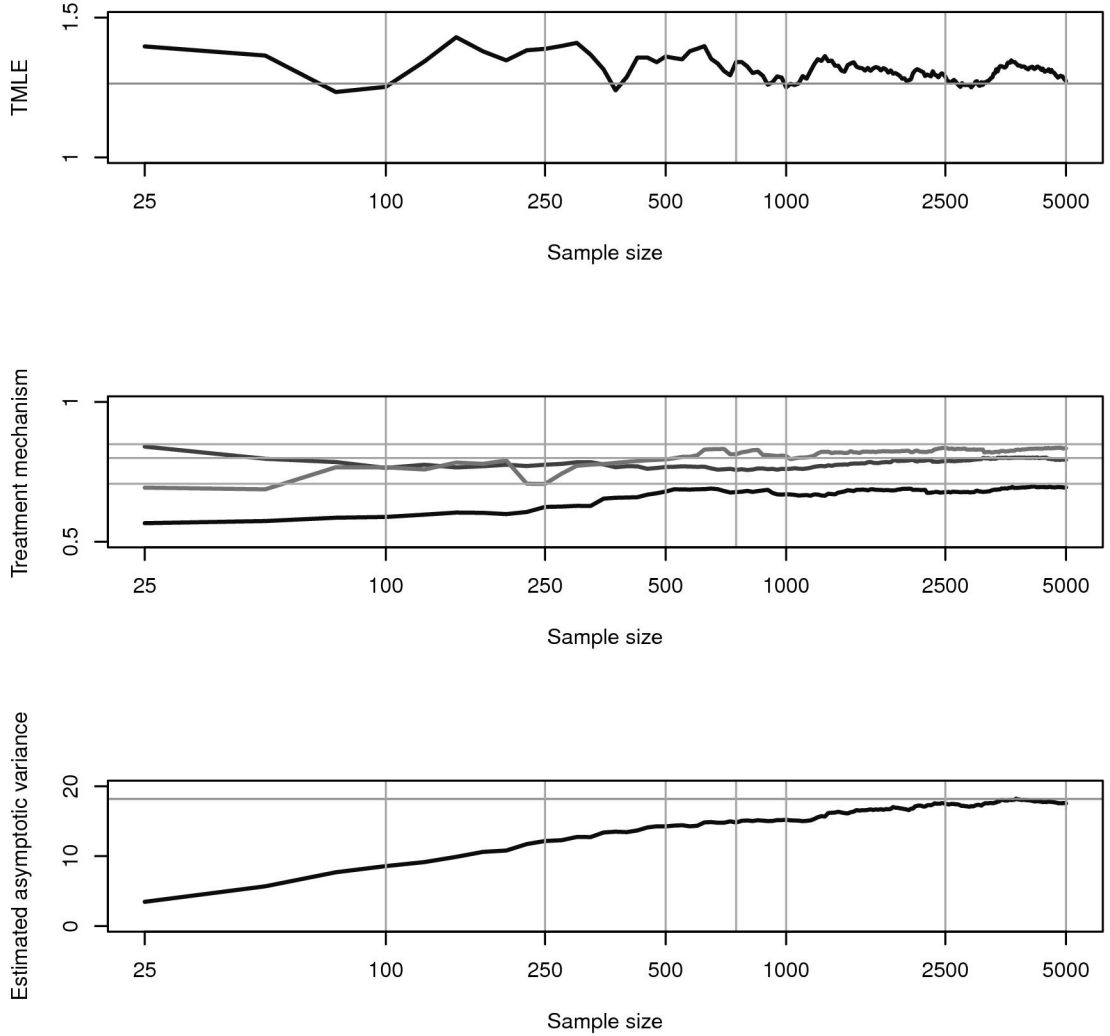 TMLE
1.5
1
25 100 250 500 1000 2500 5000
Sample size
Treatment mechanism
1
0.5
25 100 250 500 1000 2500 5000
Sample size
Estimated asymptotic variance
20
10
0
25 100 250 500 1000 2500 5000
Sample size